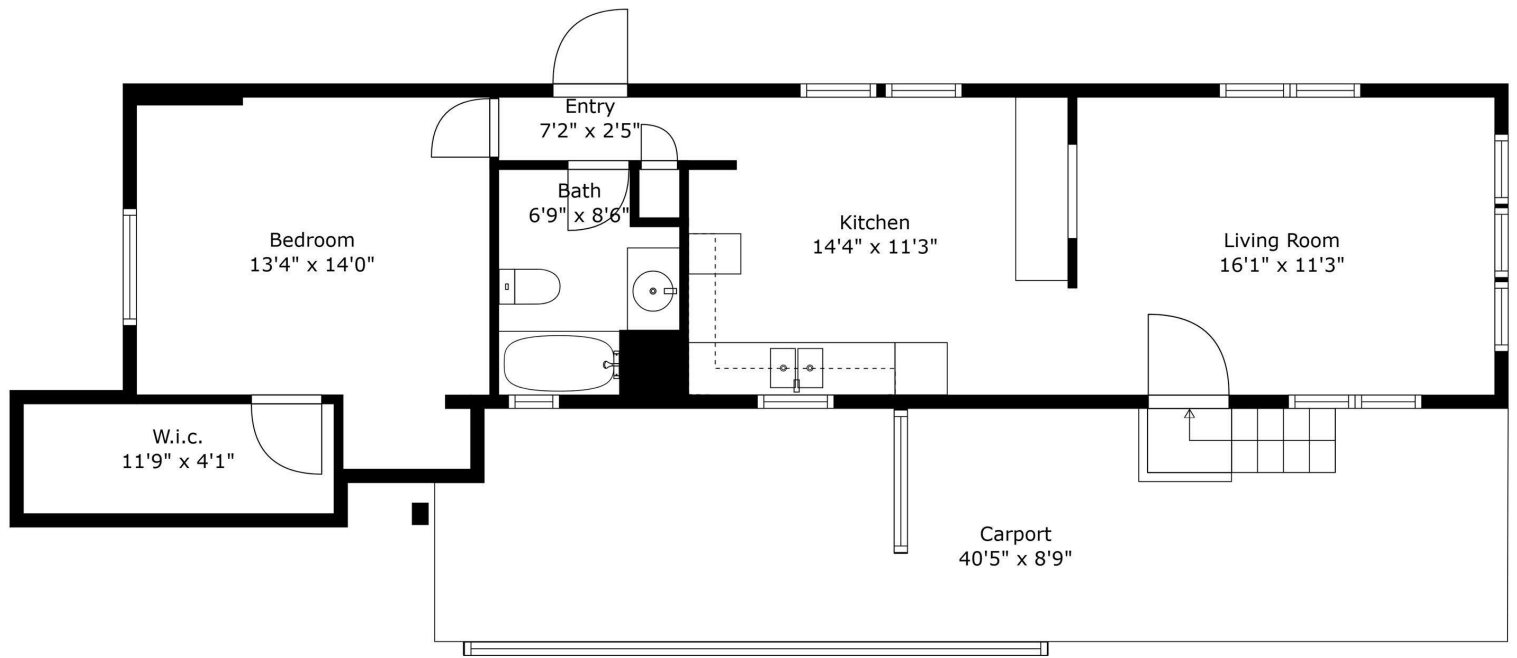 Entry
7'2" x 2'5"
Bath
6'9" x 8'6"
Kitchen
14'4" x 11'3"
Bedroom
13'4" x 14'0"
Living Room
16'1" x 11'3"
W.i.c.
11'9" x 4'1"
Carport
40'5" x 8'9"